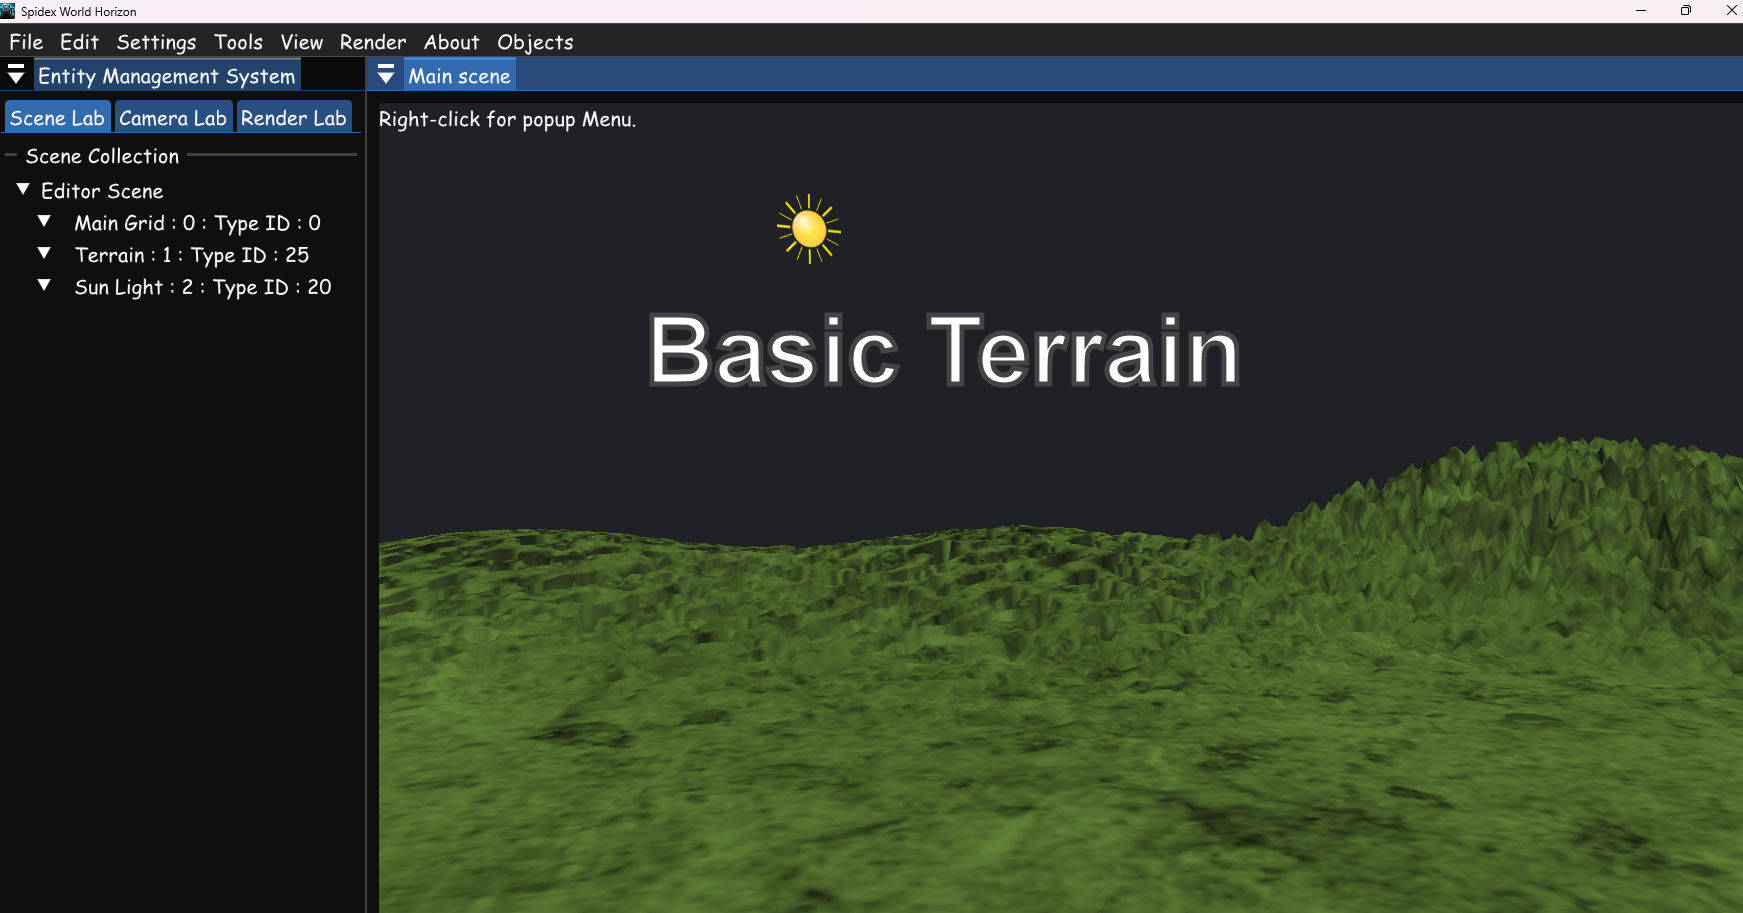 Spidex World Horizon
File Edit Settings Tools View Render About Objects
Entity Management System
Main scene
Scene Lab Camera Lab Render Lab
Scene Collection
Editor Scene
Main Grid : 0 : Type ID : 0
Terrain : 1 : Type ID : 25
Sun Light : 2 : Type ID : 20
Right-click for popup Menu.
Basic Terrain